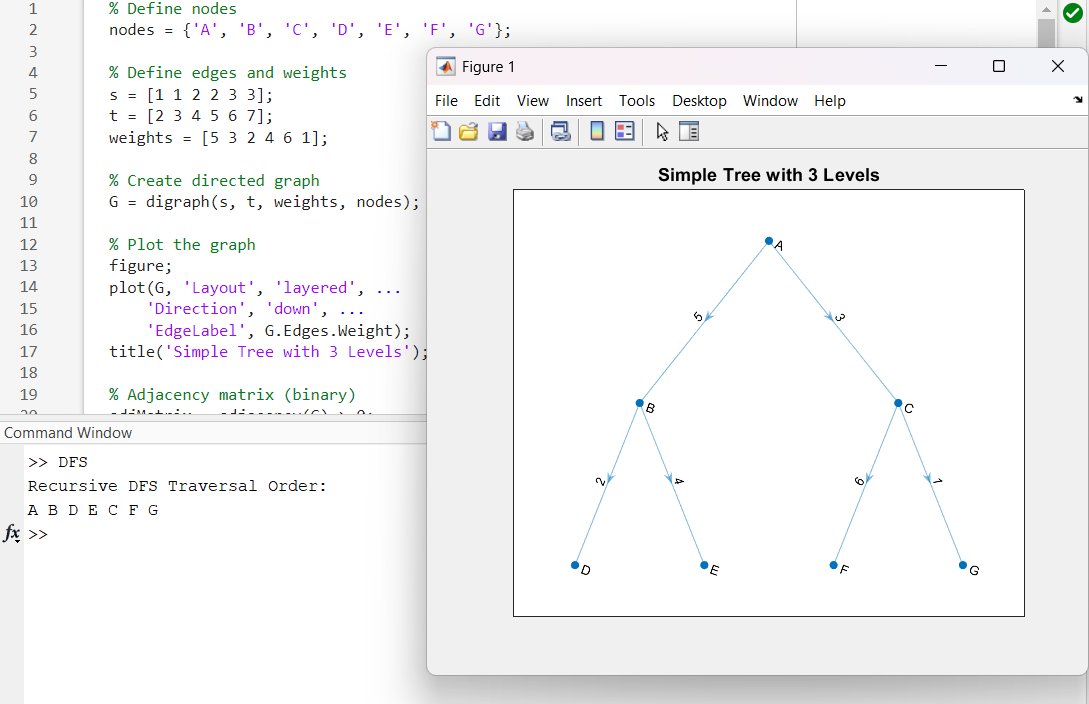 1 % Define nodes
2 nodes = {'A', 'B', 'C', 'D', 'E', 'F', 'G'};
3
4 % Define edges and weights
5 s = [1 1 2 2 3 3];
6 t = [2 3 4 5 6 7];
7 weights = [5 3 2 4 6 1];
8
9 % Create directed graph
10 G = digraph(s, t, weights, nodes);
11
12 % Plot the graph
13 figure;
14 plot(G, 'Layout', 'layered', ...
15 'Direction', 'down', ...
16 'EdgeLabel', G.Edges.Weight);
17 title('Simple Tree with 3 Levels');
18
19 % Adjacency matrix (binary)
Command Window
>> DFS
Recursive DFS Traversal Order:
A B D E C F G
fx >>
Figure 1
File Edit View Insert Tools Desktop Window Help
Simple Tree with 3 Levels
A
5 3
B C
2 4 6 1
D E F G